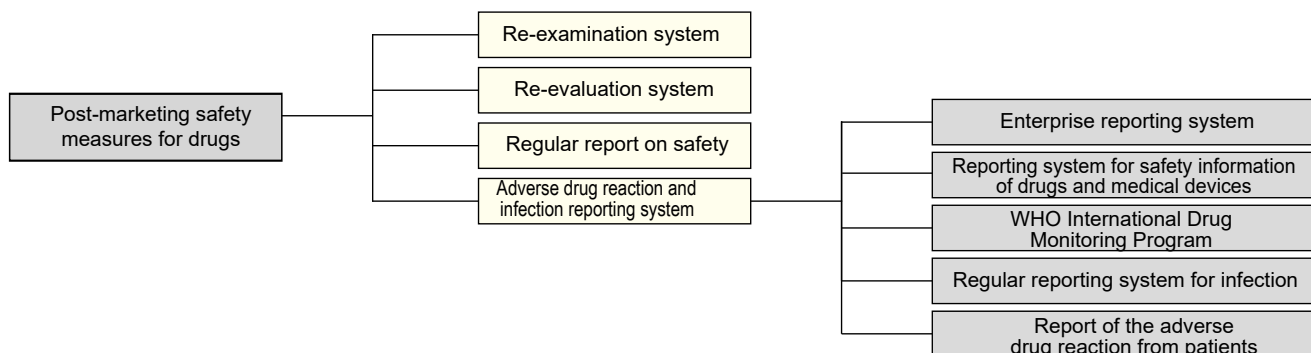 Re-examination system
Re-evaluation system
Post-marketing safety
measures for drugs
Regular report on safety
Adverse drug reaction and
infection reporting system
Enterprise reporting system
Reporting system for safety information
of drugs and medical devices
WHO International Drug
Monitoring Program
Regular reporting system for infection
Report of the adverse
drug reaction from patients